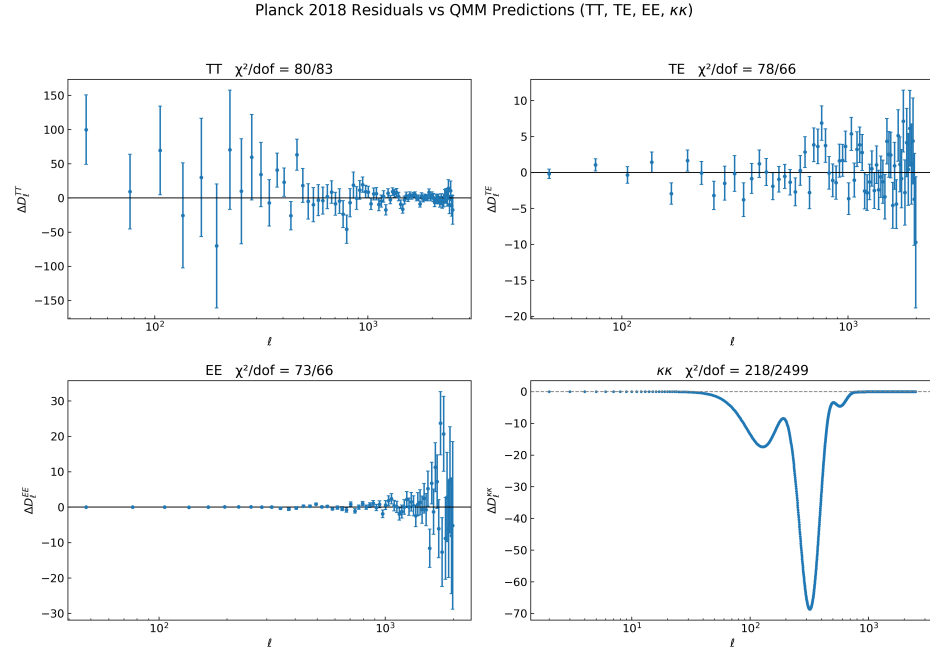 Planck 2018 Residuals vs QMM Predictions (TT, TE, EE, κκ)
TT χ²/dof = 80/83
150
100
50
0
−50
−100
−150
ΔD_ℓ^{TT}
10²
10³
ℓ
TE χ²/dof = 78/66
10
5
0
−5
−10
−15
−20
ΔD_ℓ^{TE}
10²
10³
ℓ
EE χ²/dof = 73/66
30
20
10
0
−10
−20
−30
ΔD_ℓ^{EE}
10²
10³
ℓ
κκ χ²/dof = 218/2499
0
−10
−20
−30
−40
−50
−60
−70
ΔD_ℓ^{κκ}
10¹
10²
10³
ℓ